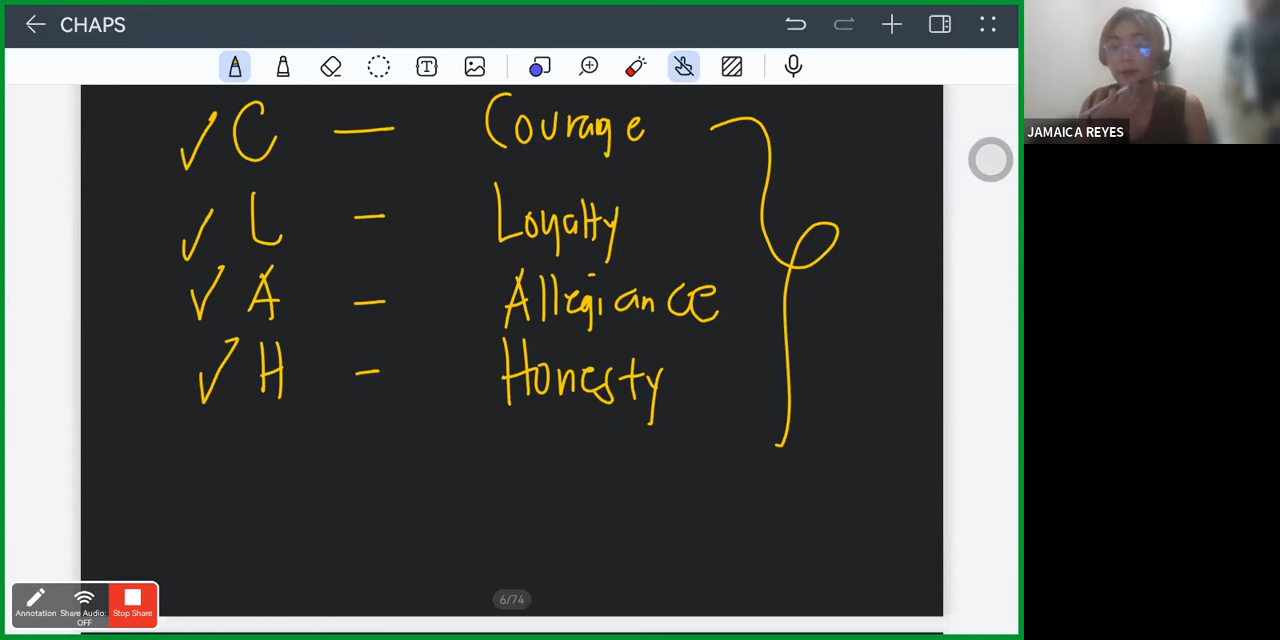 CHAPS
JAMAICA REYES
✓ C — Courage
✓ L – Loyalty
✓ A – Allegiance
✓ H – Honesty
6/74
Annotation Share Audio: OFF Stop Share